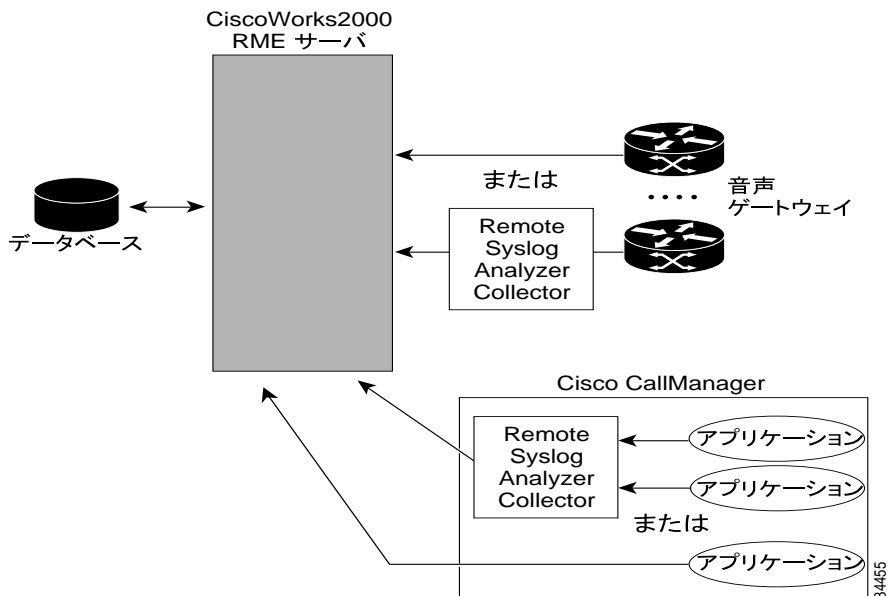 CiscoWorks2000
RME サーバ
データベース
または
音声
ゲートウェイ
Remote
Syslog
Analyzer
Collector
Cisco CallManager
Remote
Syslog
Analyzer
Collector
アプリケーション
アプリケーション
または
アプリケーション
34455